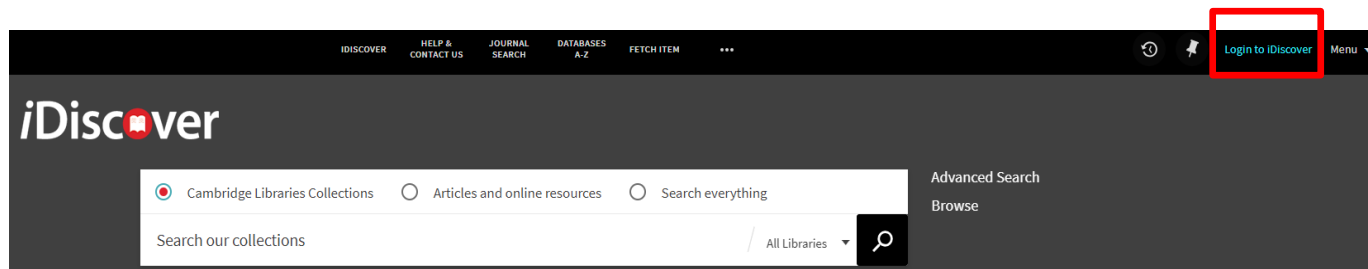 IDISCOVER
HELP &
CONTACT US
JOURNAL
SEARCH
DATABASES
A-Z
FETCH ITEM
•••
Login to iDiscover
Menu
iDiscover
Cambridge Libraries Collections
Articles and online resources
Search everything
Search our collections
All Libraries
Advanced Search
Browse